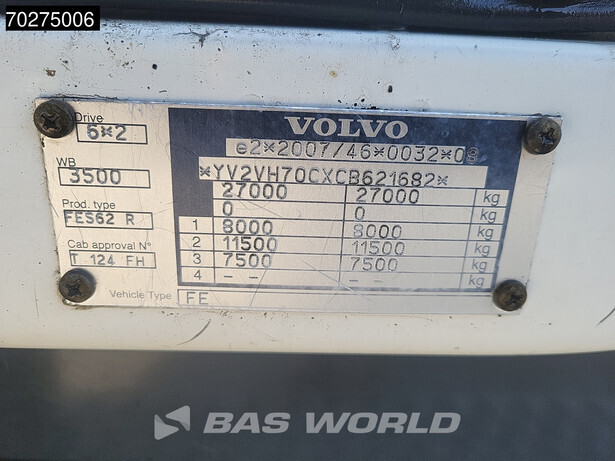 70275006
VOLVO
Drive
6*2
e2*2007/46*0032*08
WB
3500
*YV2VH70CXCB621682*
27000 27000 kg
0 0 kg
Prod. type
FES62 R
1 8000 8000 kg
2 11500 11500 kg
Cab approval N°
T 124 FH
3 7500 7500 kg
4 - - - - kg
Vehicle Type FE
BAS WORLD